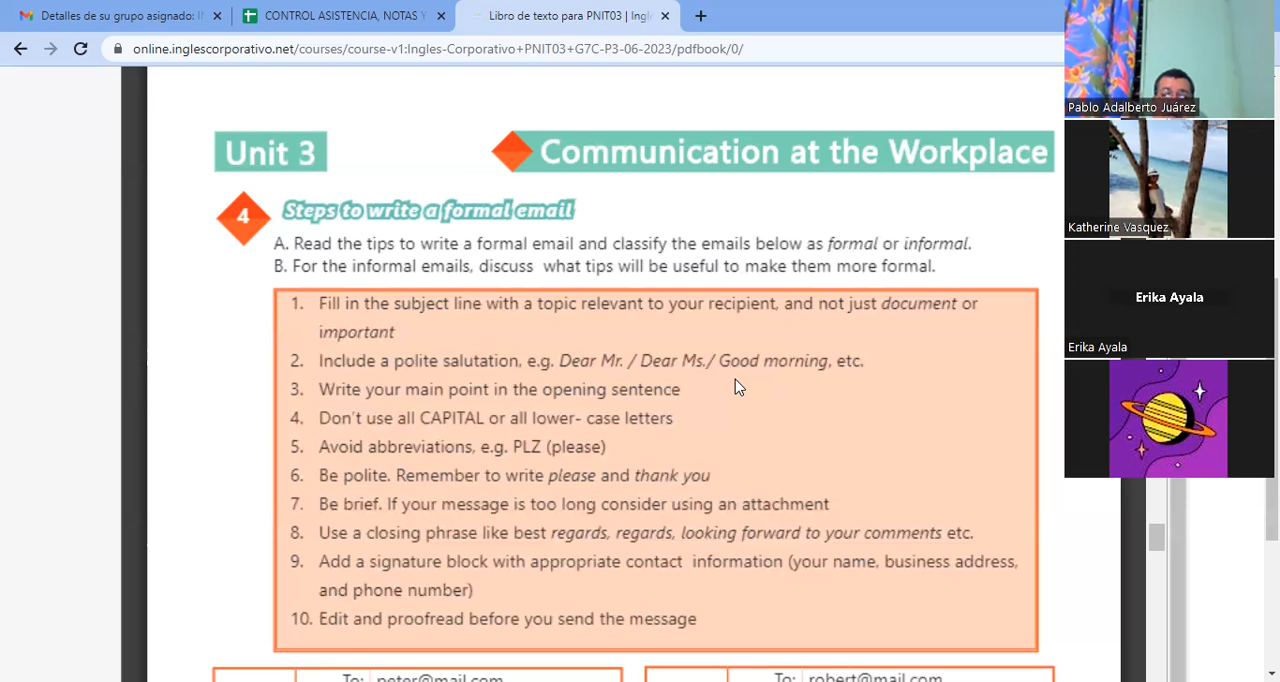 Detalles de su grupo asignado: I
CONTROL ASISTENCIA, NOTAS Y
Libro de texto para PNIT03 | Ingl
online.inglescorporativo.net/courses/course-v1:Ingles-Corporativo+PNIT03+G7C-P3-06-2023/pdfbook/0/
Pablo Adalberto Juárez
Katherine Vasquez
Erika Ayala
Erika Ayala
Unit 3
Communication at the Workplace
4
Steps to write a formal email
A. Read the tips to write a formal email and classify the emails below as formal or informal.
B. For the informal emails, discuss what tips will be useful to make them more formal.
1. Fill in the subject line with a topic relevant to your recipient, and not just document or
important
2. Include a polite salutation, e.g. Dear Mr. / Dear Ms./ Good morning, etc.
3. Write your main point in the opening sentence
4. Don't use all CAPITAL or all lower- case letters
5. Avoid abbreviations, e.g. PLZ (please)
6. Be polite. Remember to write please and thank you
7. Be brief. If your message is too long consider using an attachment
8. Use a closing phrase like best regards, regards, looking forward to your comments etc.
9. Add a signature block with appropriate contact information (your name, business address,
and phone number)
10. Edit and proofread before you send the message
To: peter@mail.com
To: robert@mail.com